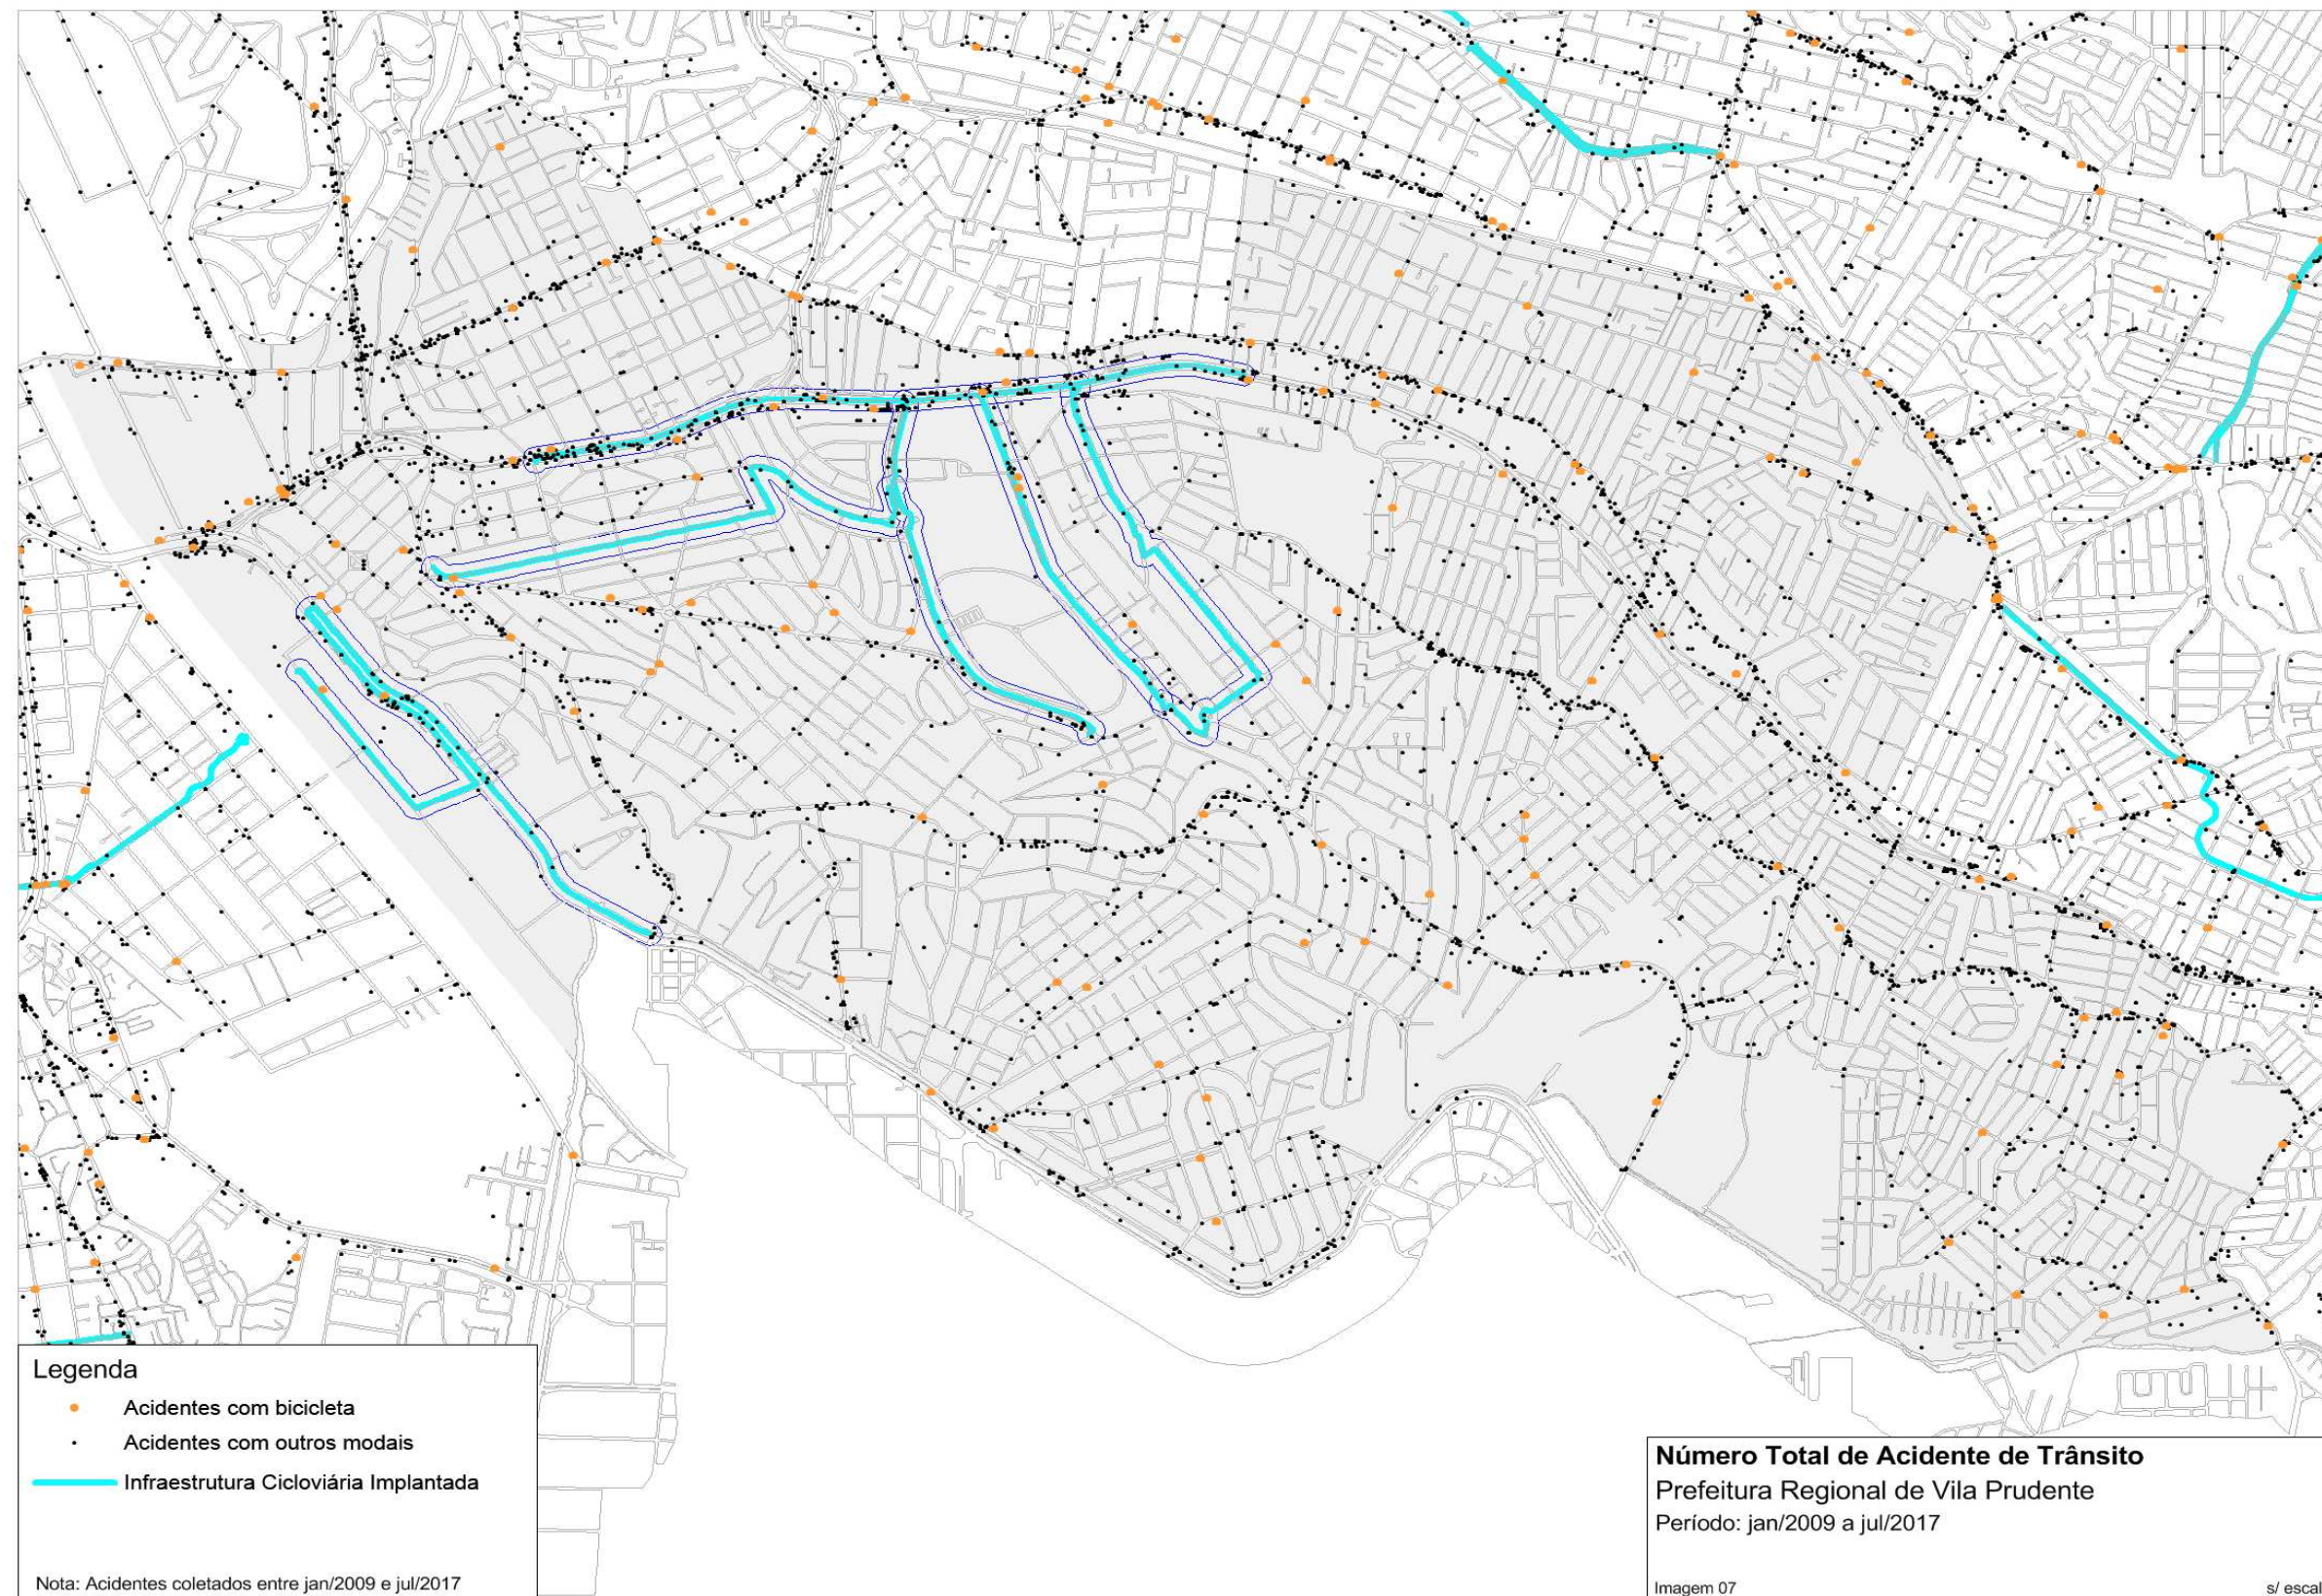 Legenda
Acidentes com bicicleta
Acidentes com outros modais
Infraestrutura Cicloviária Implantada
Nota: Acidentes coletados entre jan/2009 e jul/2017
Número Total de Acidente de Trânsito
Prefeitura Regional de Vila Prudente
Período: jan/2009 a jul/2017
Imagem 07
s/ escal